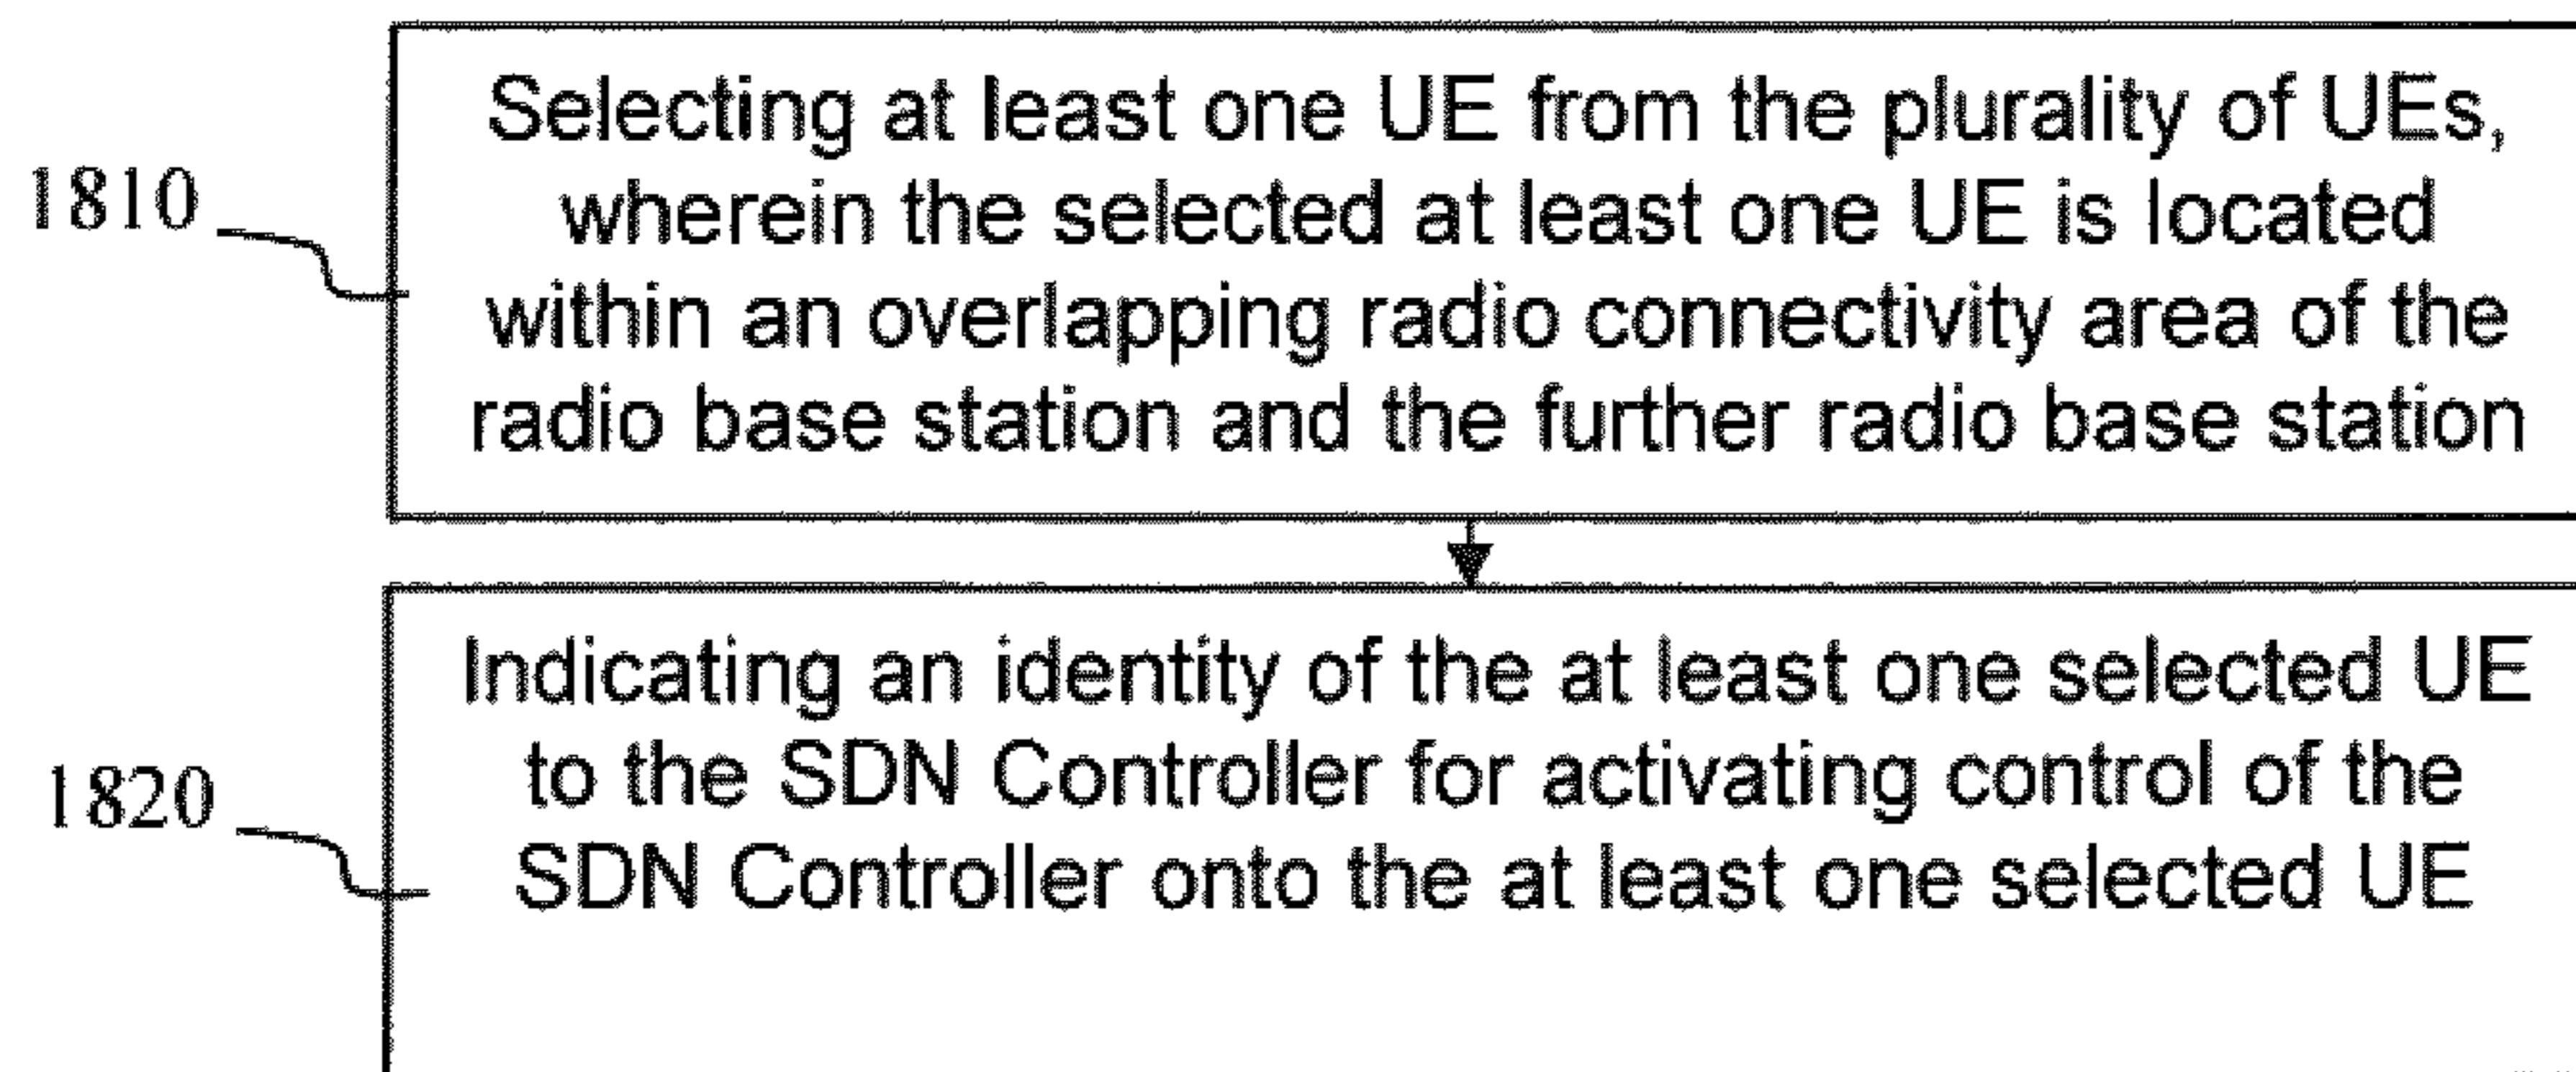 Selecting at least one UE from the plurality of UEs,
wherein the selected at least one UE is located
1810
within an overlapping radio connectivity area of the
radio base station and the further radio base station
Indicating an identity of the at least one selected UE
to the SDN Controller for activating control of the
1820
SDN Controller onto the at least one selected UE